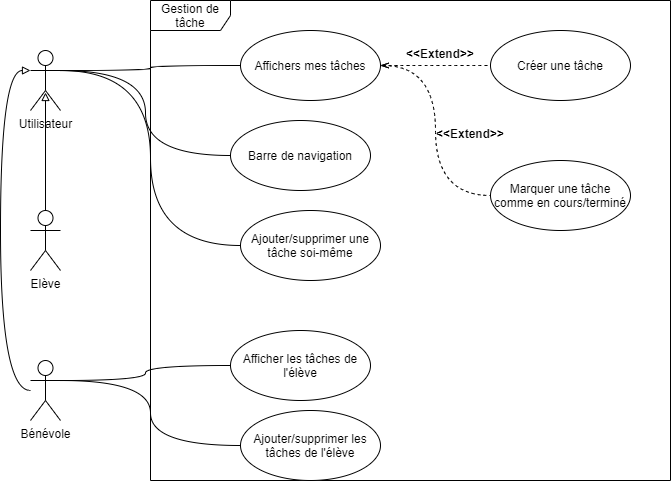 Gestion de
tâche
Affichers mes tâches
<<Extend>>
Créer une tâche
Utilisateur
<<Extend>>
Barre de navigation
Marquer une tâche
comme en cours/terminé
Ajouter/supprimer une
tâche soi-même
Elève
Afficher les tâches de
l'élève
Bénévole
Ajouter/supprimer les
tâches de l'élève